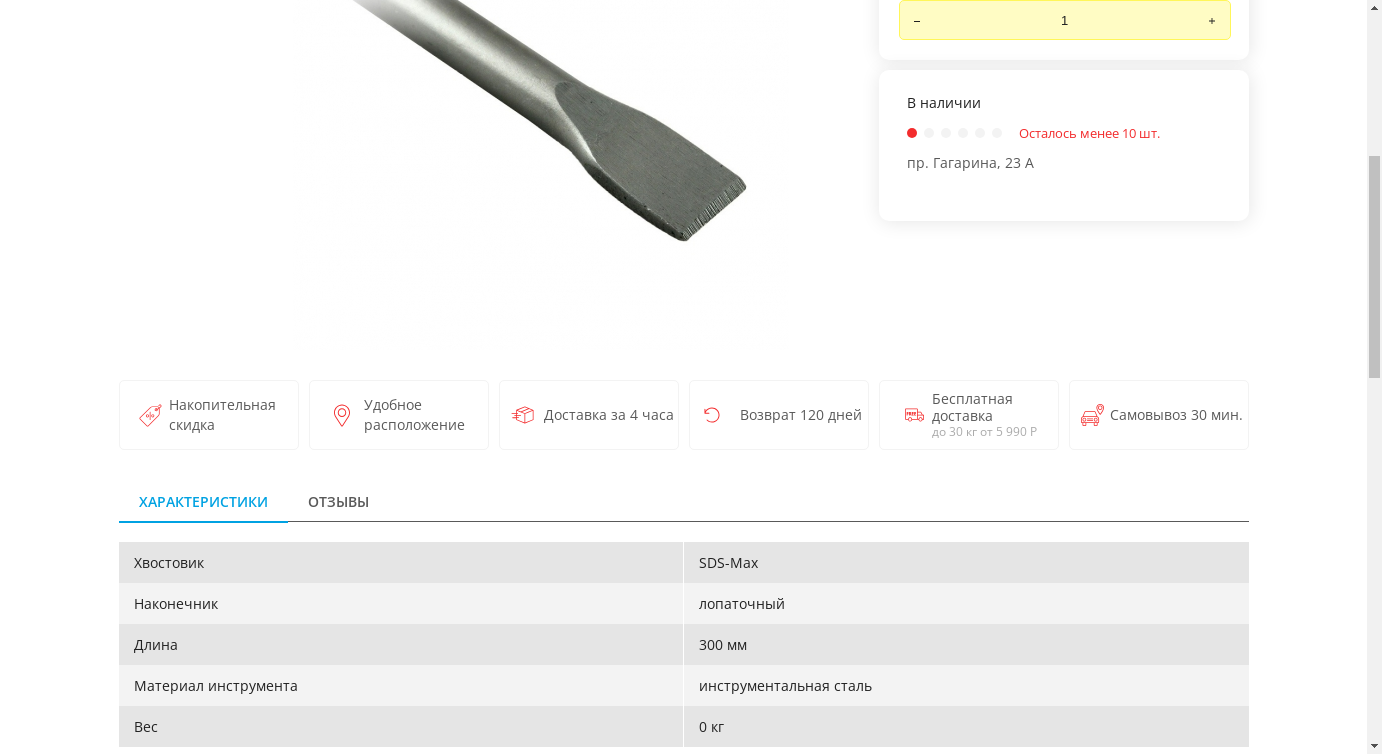 –
1
+
В наличии
Осталось менее 10 шт.
пр. Гагарина, 23 А
Накопительная
скидка
Удобное
расположение
Доставка за 4 часа
Возврат 120 дней
FREE
Бесплатная
доставка
до 30 кг от 5 990 Р
Самовывоз 30 мин.
ХАРАКТЕРИСТИКИ
ОТЗЫВЫ
Хвостовик
SDS-Max
Наконечник
лопаточный
Длина
300 мм
Материал инструмента
инструментальная сталь
Вес
0 кг